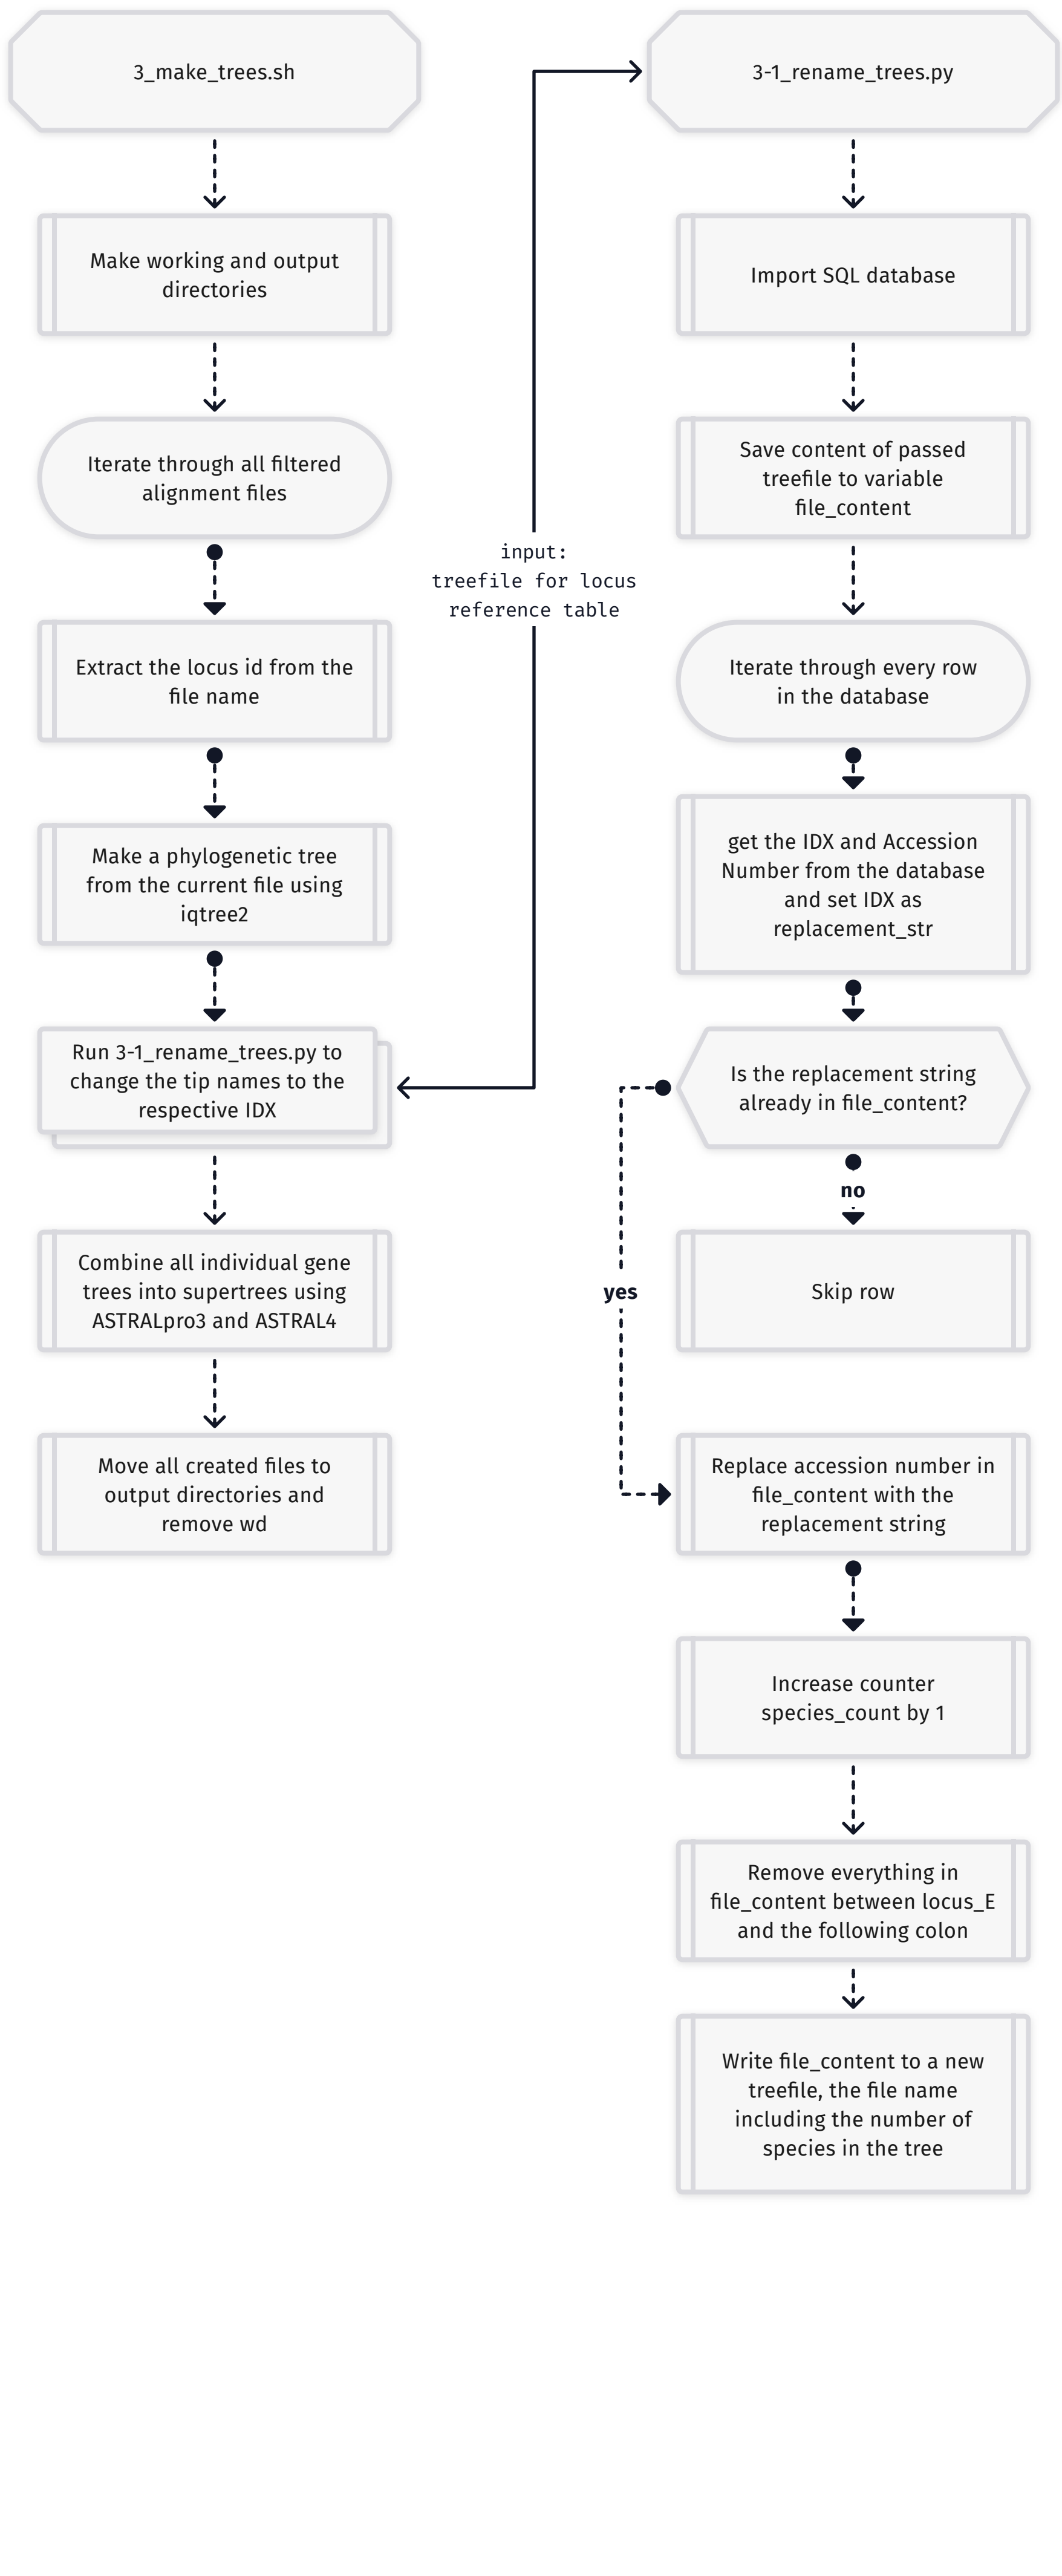 3_make_trees.sh
Make working and output
directories
Iterate through all filtered
alignment files
Extract the locus id from the
file name
Make a phylogenetic tree
from the current file using
iqtree2
Run 3-1_rename_trees.py to
change the tip names to the
respective IDX
Combine all individual gene
trees into supertrees using
ASTRALpro3 and ASTRAL4
Move all created files to
output directories and
remove wd
input:
treefile for locus
reference table
3-1_rename_trees.py
Import SQL database
Save content of passed
treefile to variable
file_content
Iterate through every row
in the database
get the IDX and Accession
Number from the database
and set IDX as
replacement_str
Is the replacement string
already in file_content?
no
Skip row
yes
Replace accession number in
file_content with the
replacement string
Increase counter
species_count by 1
Remove everything in
file_content between locus_E
and the following colon
Write file_content to a new
treefile, the file name
including the number of
species in the tree